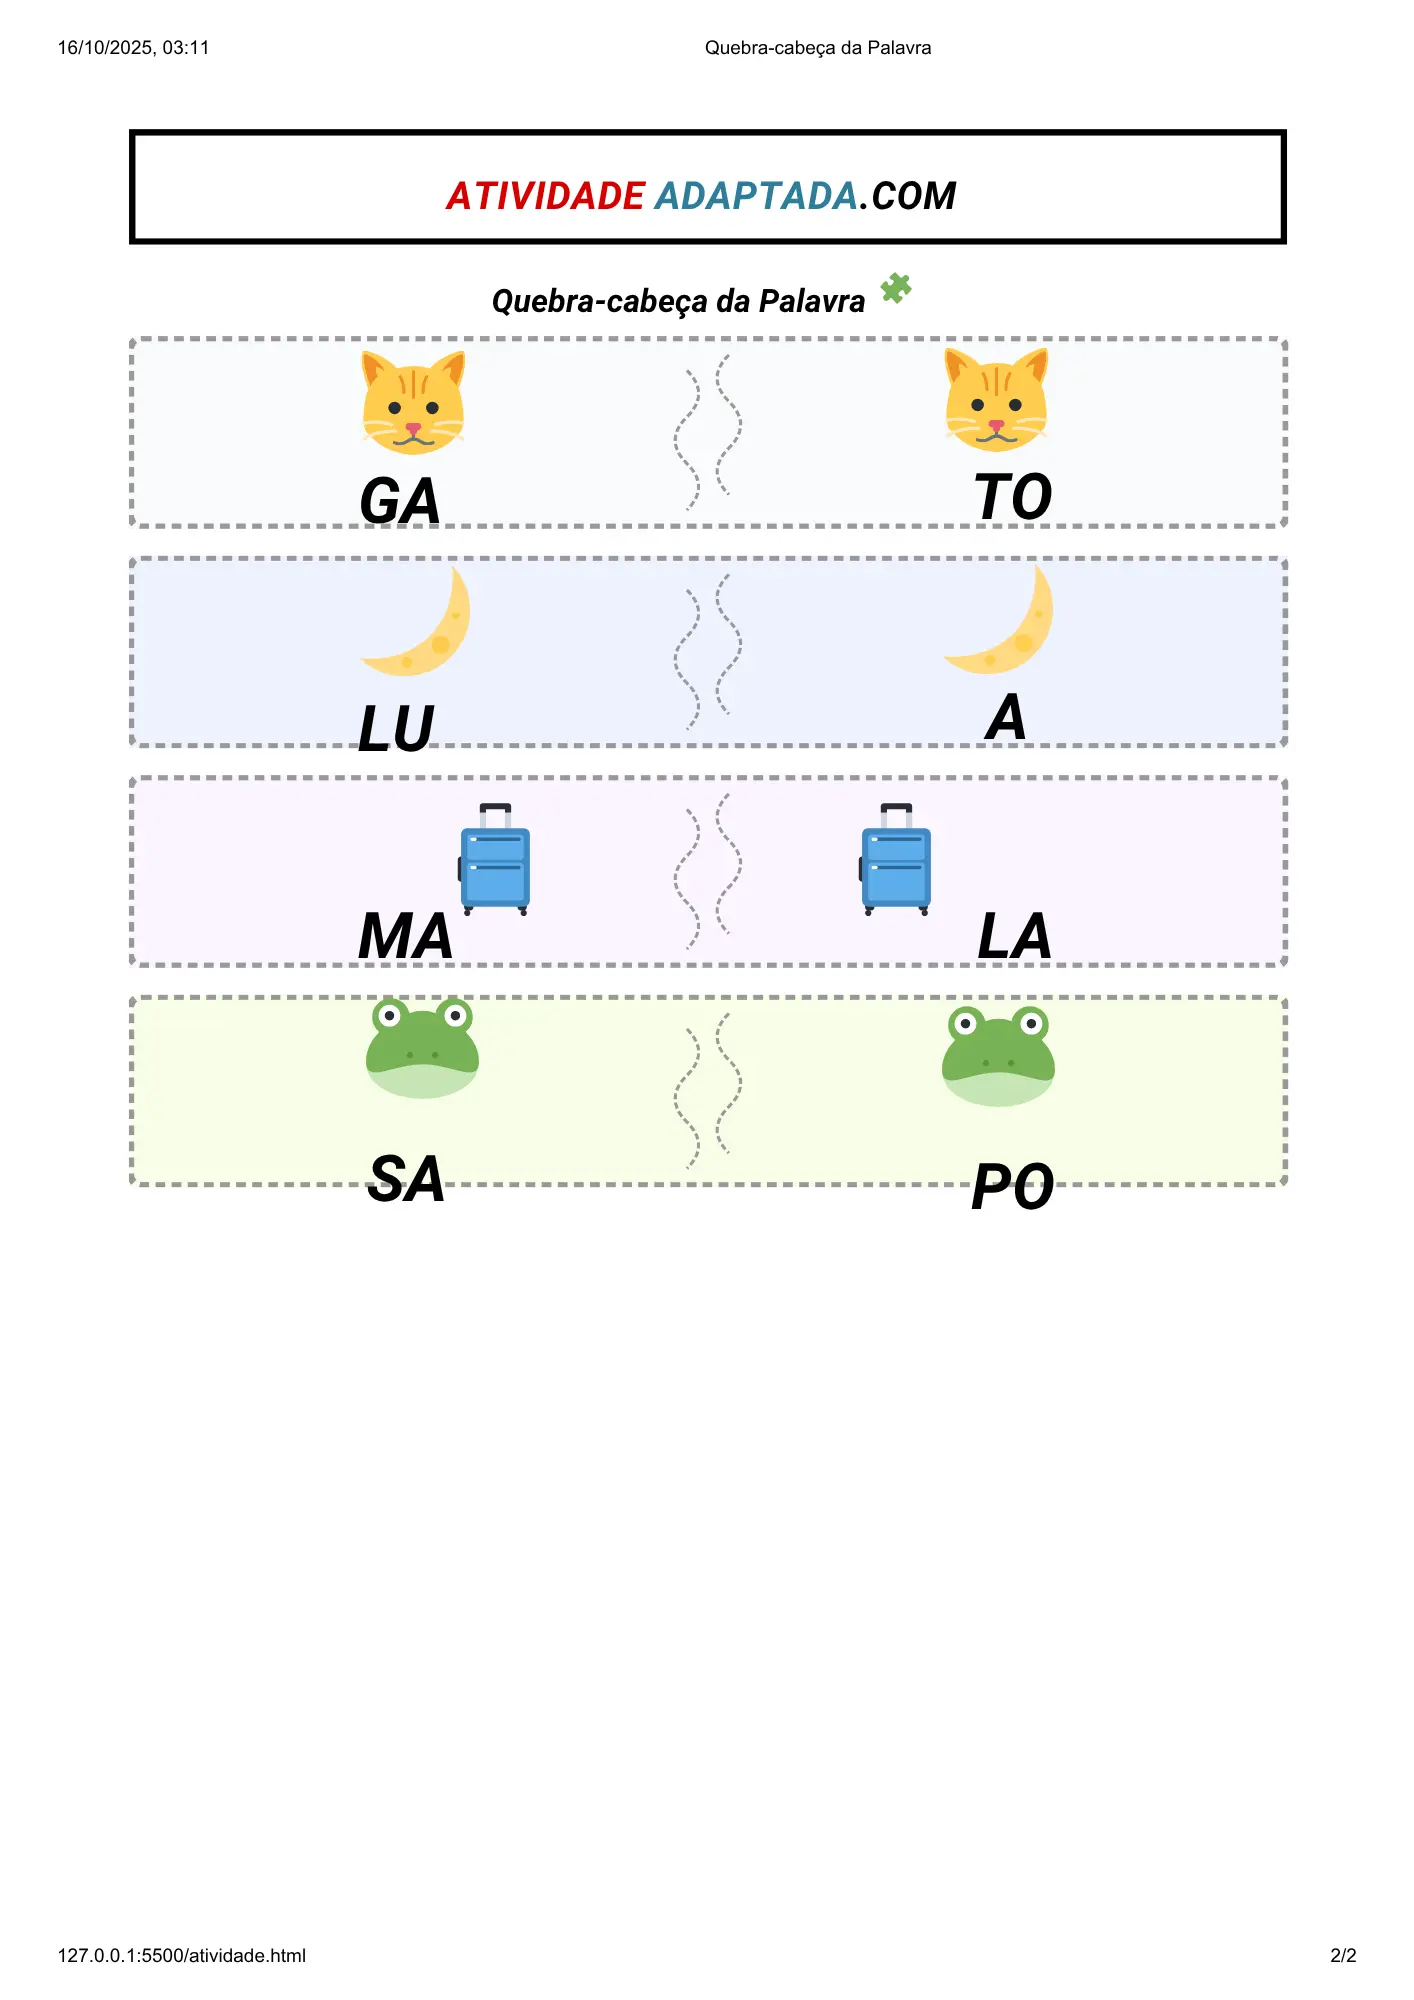 16/10/2025, 03:11 Quebra-cabeça da Palavra
ATIVIDADE ADAPTADA.COM
Quebra-cabeça da Palavra
GA TO
LU A
MA LA
SA PO
127.0.0.1:5500/atividade.html 2/2